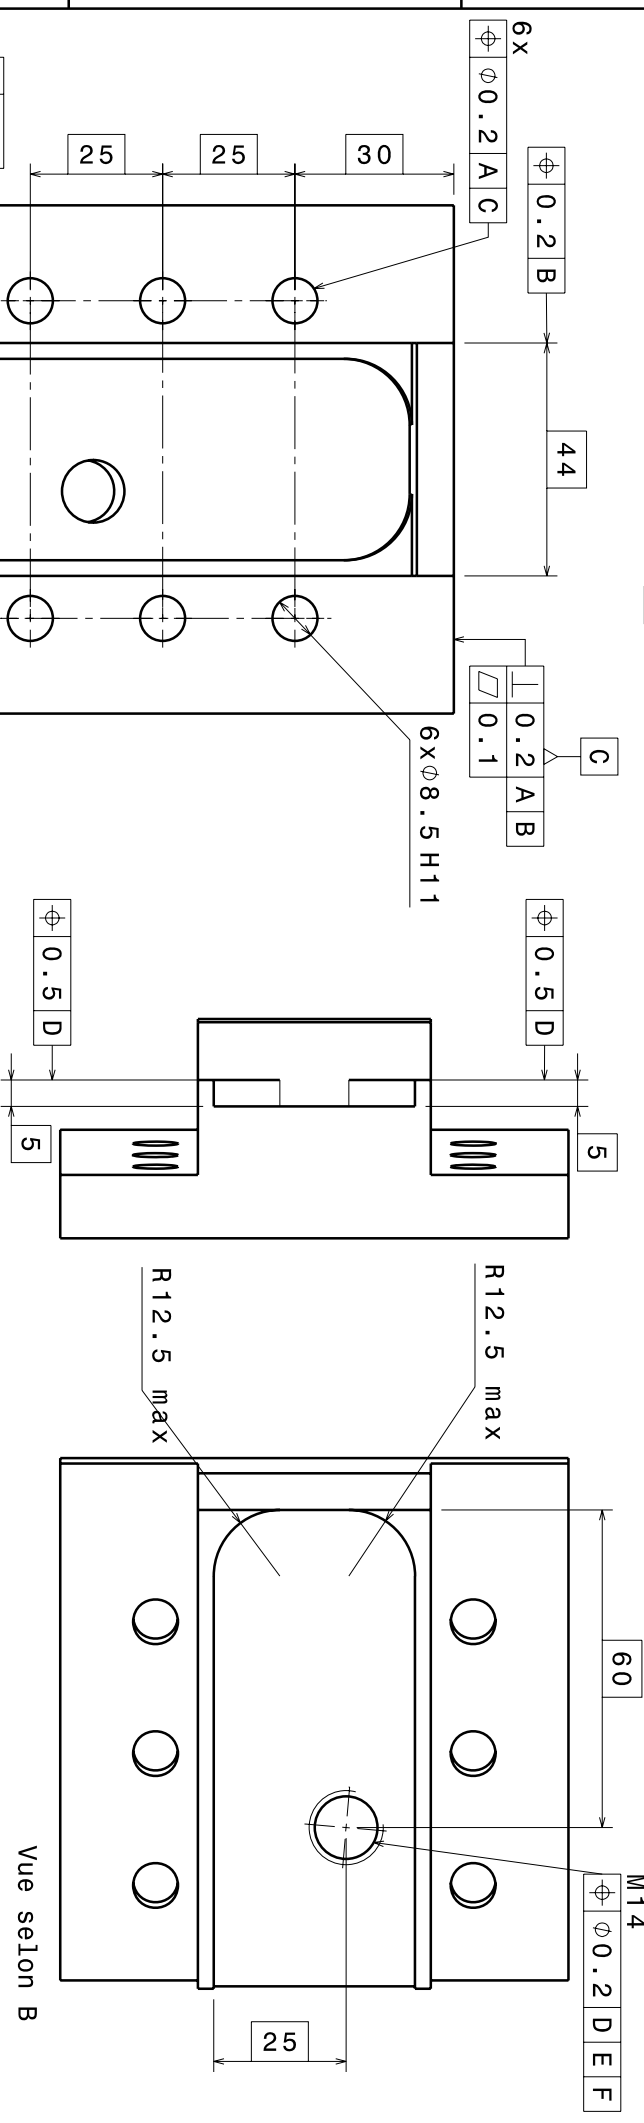 6x
⌖ ⌀0.2 A C
⌖ 0.2 B
25
25
30
44
⟂ 0.2 A B
⏥ 0.1
C
6x⌀8.5 H11
⌖ 0.5 D
⌖ 0.5 D
5
5
R12.5 max
R12.5 max
60
M14
⌖ ⌀0.2 D E F
25
Vue selon B